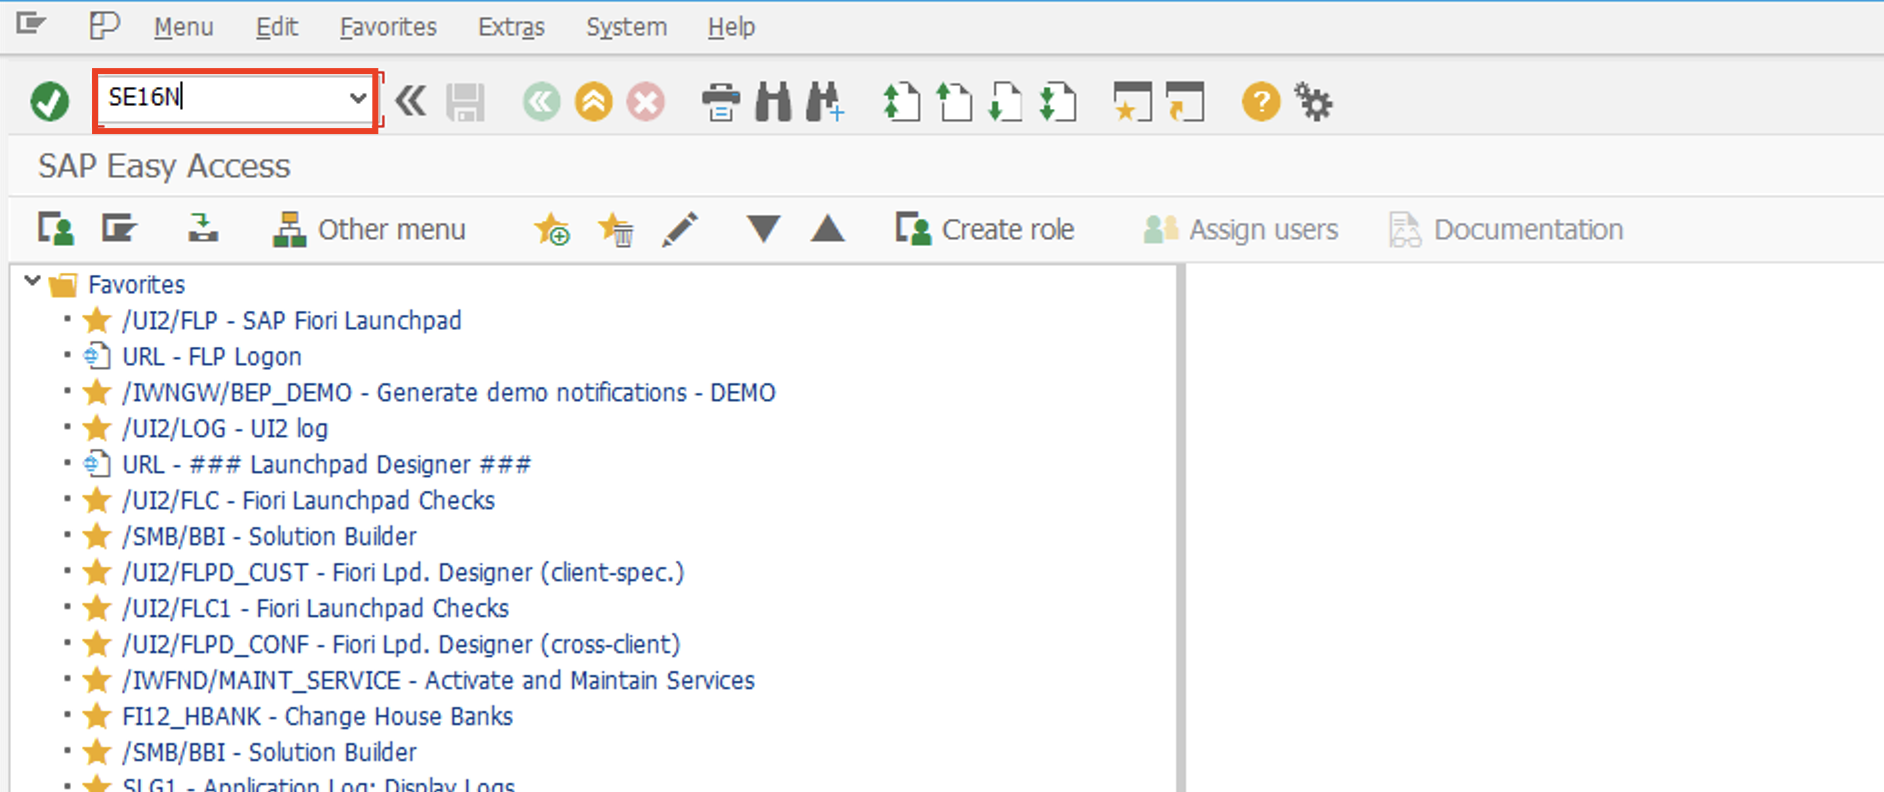 Menu Edit Favorites Extras System Help
SE16N
SAP Easy Access
Other menu Create role Assign users Documentation
Favorites
/UI2/FLP - SAP Fiori Launchpad
URL - FLP Logon
/IWNGW/BEP_DEMO - Generate demo notifications - DEMO
/UI2/LOG - UI2 log
URL - ### Launchpad Designer ###
/UI2/FLC - Fiori Launchpad Checks
/SMB/BBI - Solution Builder
/UI2/FLPD_CUST - Fiori Lpd. Designer (client-spec.)
/UI2/FLC1 - Fiori Launchpad Checks
/UI2/FLPD_CONF - Fiori Lpd. Designer (cross-client)
/IWFND/MAINT_SERVICE - Activate and Maintain Services
FI12_HBANK - Change House Banks
/SMB/BBI - Solution Builder
SLG1 - Application Log: Display Logs